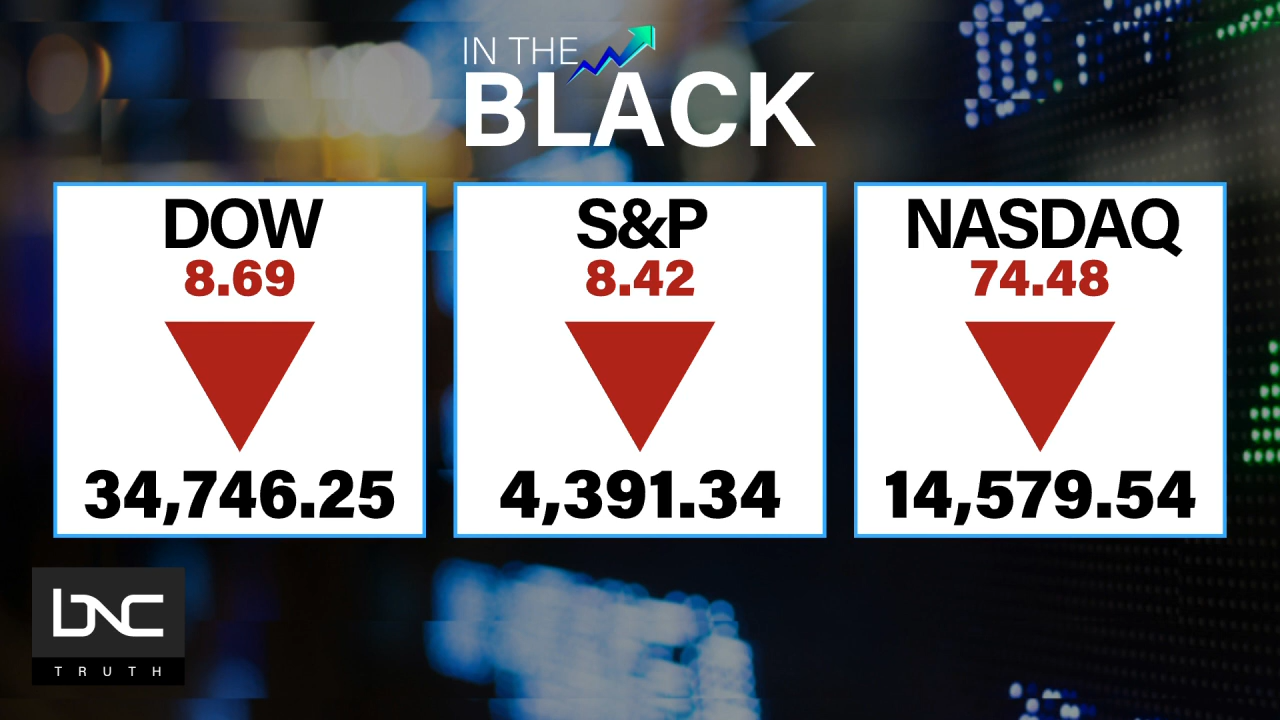 IN THE
BLACK
DOW
8.69
34,746.25
S&P
8.42
4,391.34
NASDAQ
74.48
14,579.54
BNC
TRUTH